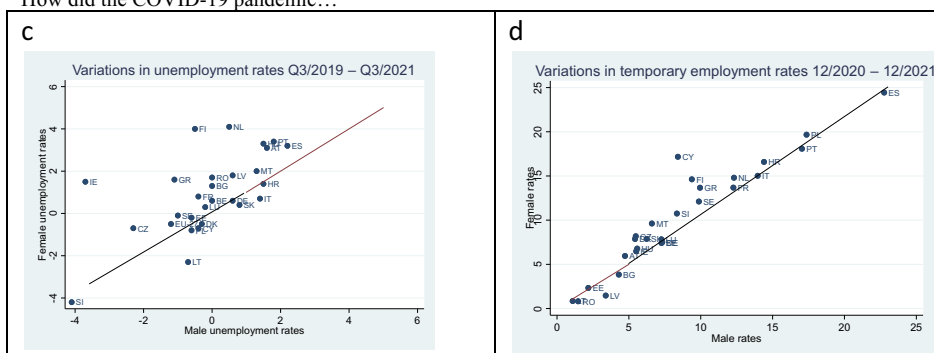 How did the COVID-19 pandemic…
c
Variations in unemployment rates Q3/2019 – Q3/2021
Female unemployment rates
6
4
2
0
-2
-4
FI
NL
PT
ES
AT
IE
GR
RO
LV
MT
BG
HR
FR
BE
DE
SK
IT
LU
CZ
EU
DK
CY
LT
SI
-4
-2
0
2
4
6
Male unemployment rates
d
Variations in temporary employment rates 12/2020 – 12/2021
Female rates
25
20
15
10
5
0
ES
PL
PT
CY
HR
FI
NL
IT
GR
FR
SE
SI
MT
BG
EE
LV
RO
0
5
10
15
20
25
Male rates